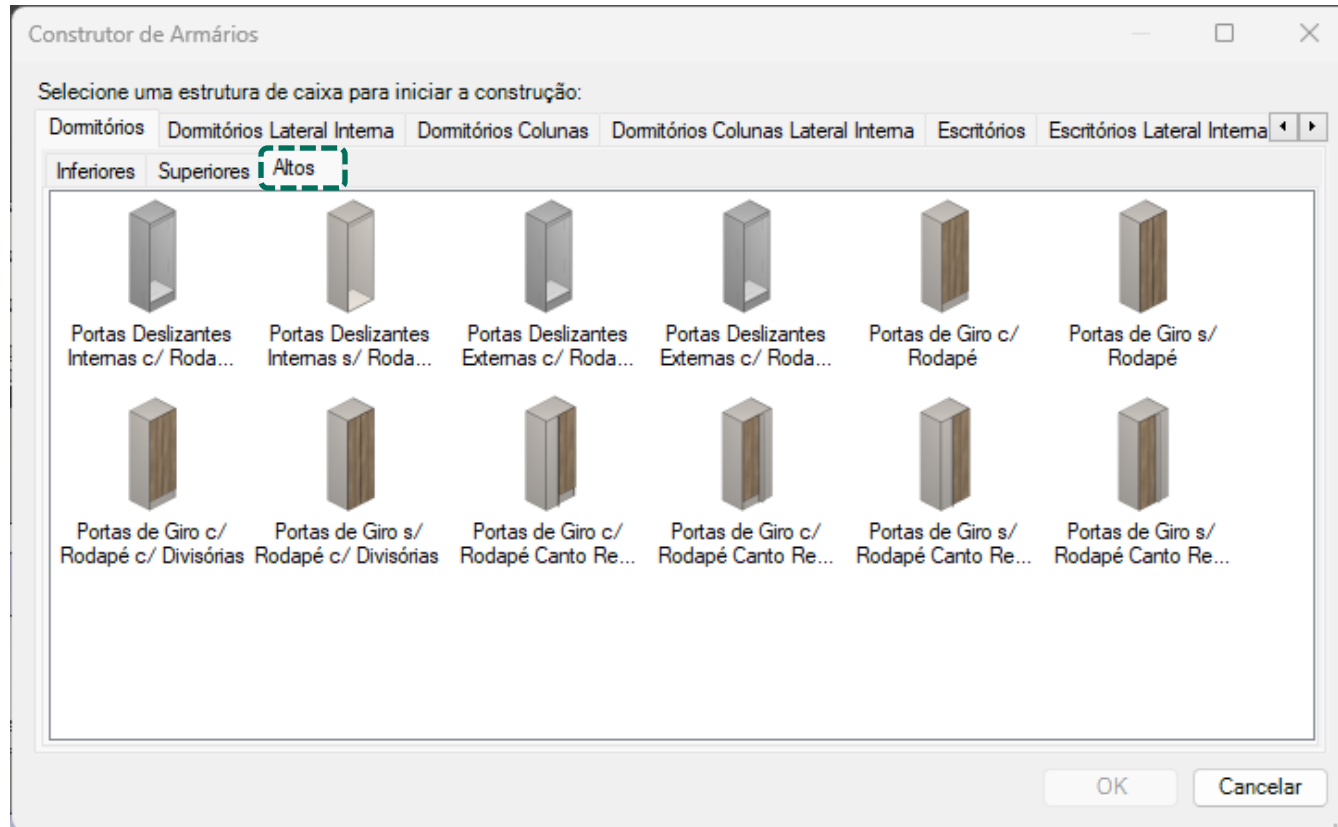 Construtor de Armários
Selecione uma estrutura de caixa para iniciar a construção:
Dormitórios Dormitórios Lateral Interna Dormitórios Colunas Dormitórios Colunas Lateral Interna Escritórios Escritórios Lateral Interna
Inferiores Superiores Altos
Portas Deslizantes Portas Deslizantes Portas Deslizantes Portas Deslizantes Portas de Giro c/ Portas de Giro s/
Internas c/ Roda... Internas s/ Roda... Externas c/ Roda... Externas c/ Roda... Rodapé Rodapé
Portas de Giro c/ Portas de Giro s/ Portas de Giro c/ Portas de Giro c/ Portas de Giro s/ Portas de Giro s/
Rodapé c/ Divisórias Rodapé c/ Divisórias Rodapé Canto Re... Rodapé Canto Re... Rodapé Canto Re... Rodapé Canto Re...
OK Cancelar